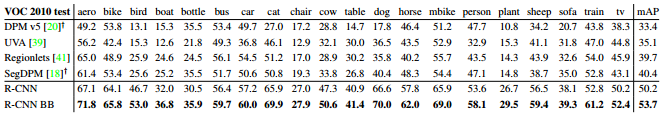 VOC 2010 test aero bike bird boat bottle bus car cat chair cow table dog horse mbike person plant sheep sofa train tv mAP
DPM v5 [20]† 49.2 53.8 13.1 15.3 35.5 53.4 49.7 27.0 17.2 28.8 14.7 17.8 46.4 51.2 47.7 10.8 34.2 20.7 43.8 38.3 33.4
UVA [39] 56.2 42.4 15.3 12.6 21.8 49.3 36.8 46.1 12.9 32.1 30.0 36.5 43.5 52.9 32.9 15.3 41.1 31.8 47.0 44.8 35.1
Regionlets [41] 65.0 48.9 25.9 24.6 24.5 56.1 54.5 51.2 17.0 28.9 30.2 35.8 40.2 55.7 43.5 14.3 43.9 32.6 54.0 45.9 39.7
SegDPM [18]† 61.4 53.4 25.6 25.2 35.5 51.7 50.6 50.8 19.3 33.8 26.8 40.4 48.3 54.4 47.1 14.8 38.7 35.0 52.8 43.1 40.4
R-CNN 67.1 64.1 46.7 32.0 30.5 56.4 57.2 65.9 27.0 47.3 40.9 66.6 57.8 65.9 53.6 26.7 56.5 38.1 52.8 50.2 50.2
R-CNN BB 71.8 65.8 53.0 36.8 35.9 59.7 60.0 69.9 27.9 50.6 41.4 70.0 62.0 69.0 58.1 29.5 59.4 39.3 61.2 52.4 53.7